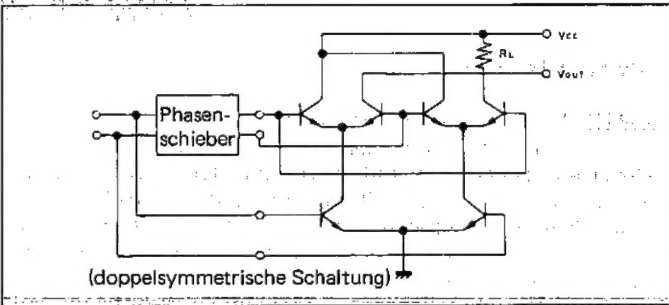 Vcc
RL
Vout
Phasen-
schieber
(doppelsymmetrische Schaltung)